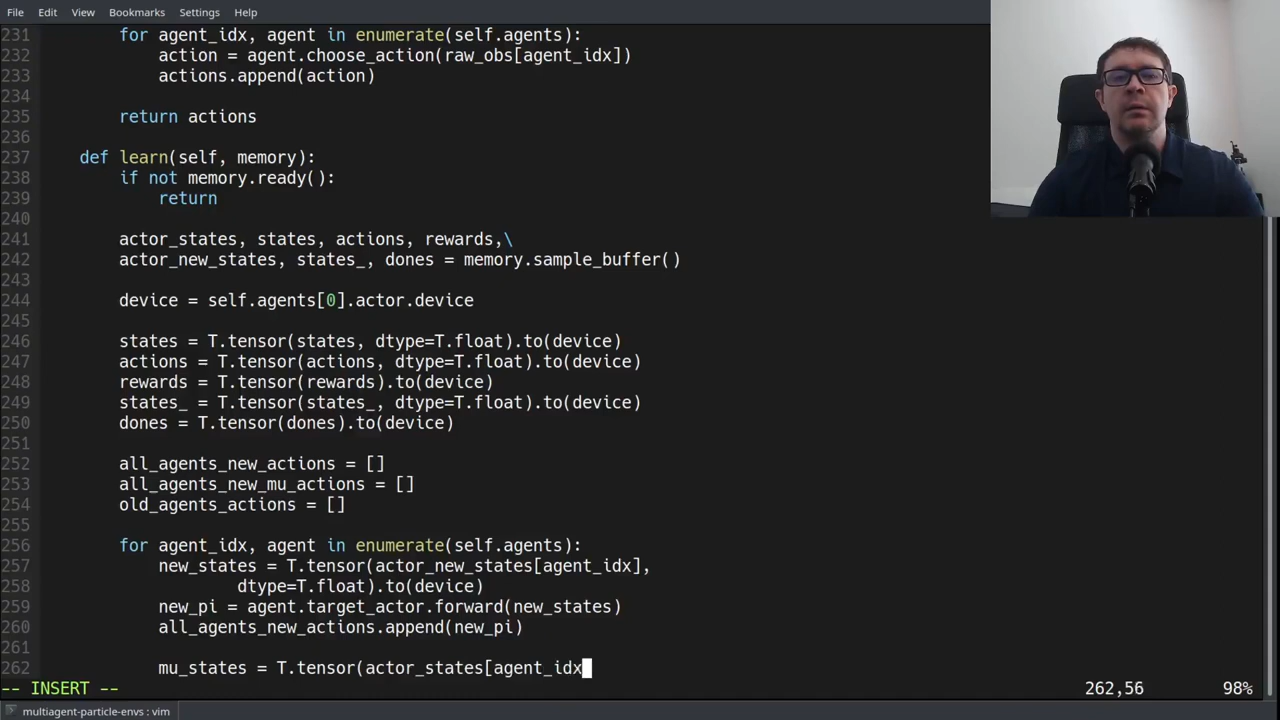 File Edit View Bookmarks Settings Help
231 for agent_idx, agent in enumerate(self.agents):
232 action = agent.choose_action(raw_obs[agent_idx])
233 actions.append(action)
234
235 return actions
236
237 def learn(self, memory):
238 if not memory.ready():
239 return
240
241 actor_states, states, actions, rewards,\
242 actor_new_states, states_, dones = memory.sample_buffer()
243
244 device = self.agents[0].actor.device
245
246 states = T.tensor(states, dtype=T.float).to(device)
247 actions = T.tensor(actions, dtype=T.float).to(device)
248 rewards = T.tensor(rewards).to(device)
249 states_ = T.tensor(states_, dtype=T.float).to(device)
250 dones = T.tensor(dones).to(device)
251
252 all_agents_new_actions = []
253 all_agents_new_mu_actions = []
254 old_agents_actions = []
255
256 for agent_idx, agent in enumerate(self.agents):
257 new_states = T.tensor(actor_new_states[agent_idx],
258 dtype=T.float).to(device)
259 new_pi = agent.target_actor.forward(new_states)
260 all_agents_new_actions.append(new_pi)
261
262 mu_states = T.tensor(actor_states[agent_idx
-- INSERT -- 262,56 98%
multiagent-particle-envs : vim